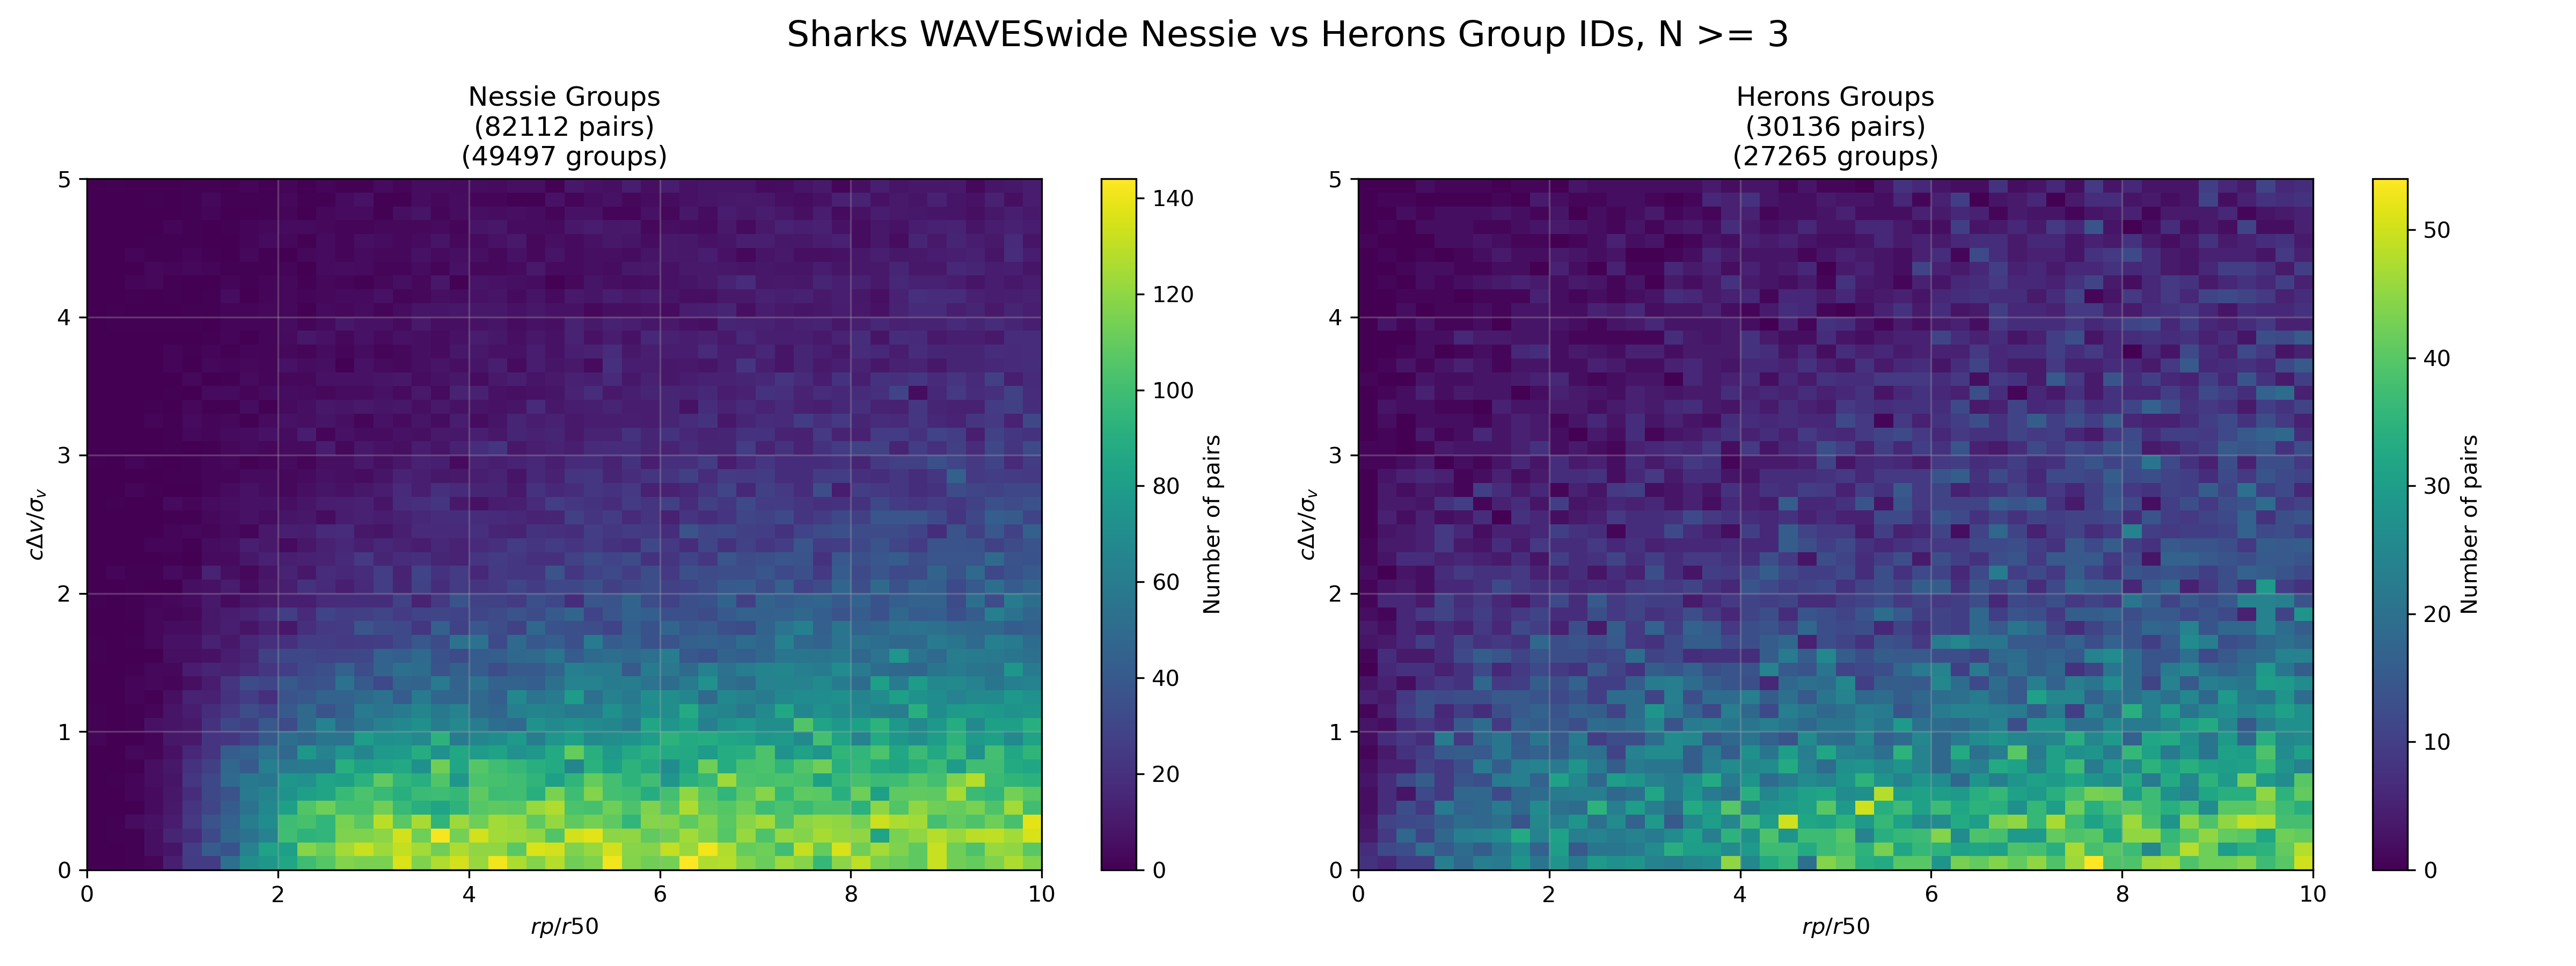 Sharks WAVESwide Nessie vs Herons Group IDs, N >= 3
Nessie Groups
(82112 pairs)
(49497 groups)
5
4
3
2
1
0
cΔv/σᵥ
0 2 4 6 8 10
rp/r50
140
120
100
80
60
40
20
0
Number of pairs
Herons Groups
(30136 pairs)
(27265 groups)
5
4
3
2
1
0
cΔv/σᵥ
0 2 4 6 8 10
rp/r50
50
40
30
20
10
0
Number of pairs